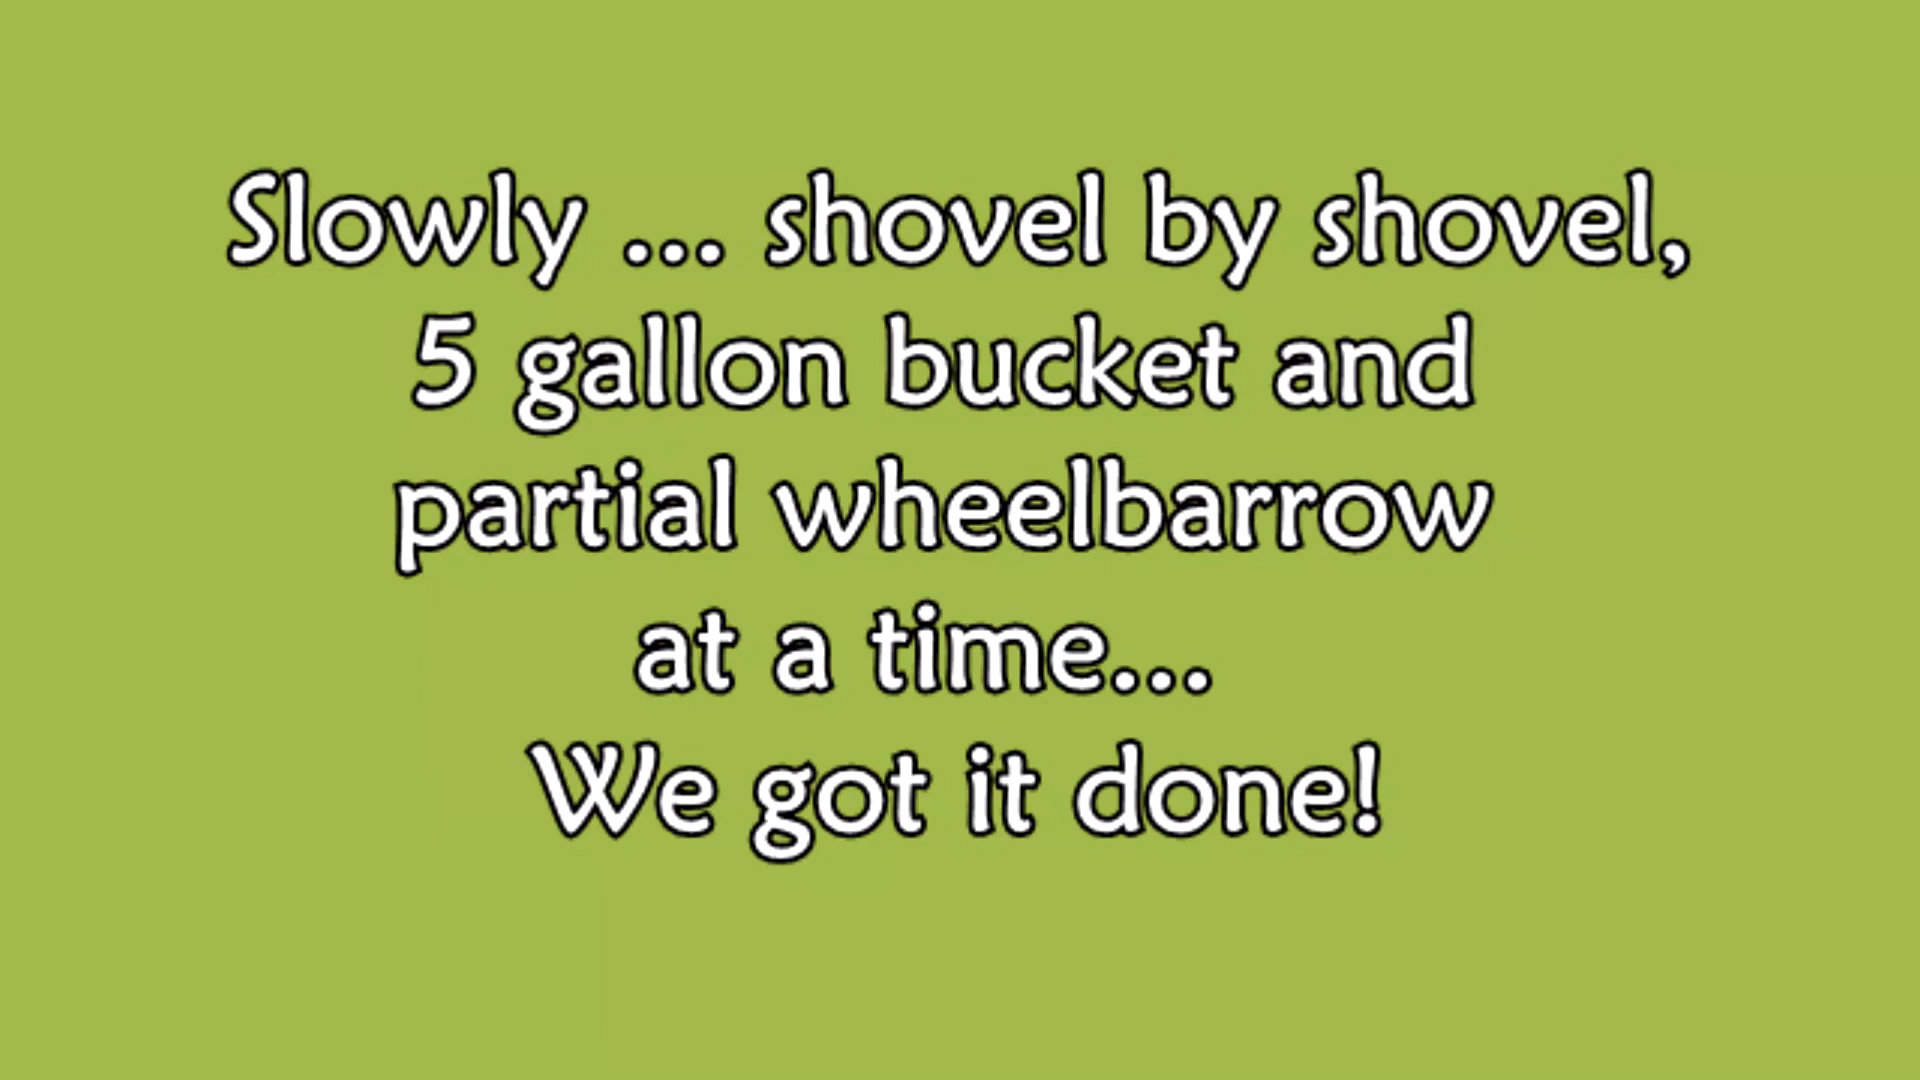 Slowly ... shovel by shovel,
5 gallon bucket and
partial wheelbarrow
at a time...
We got it done!